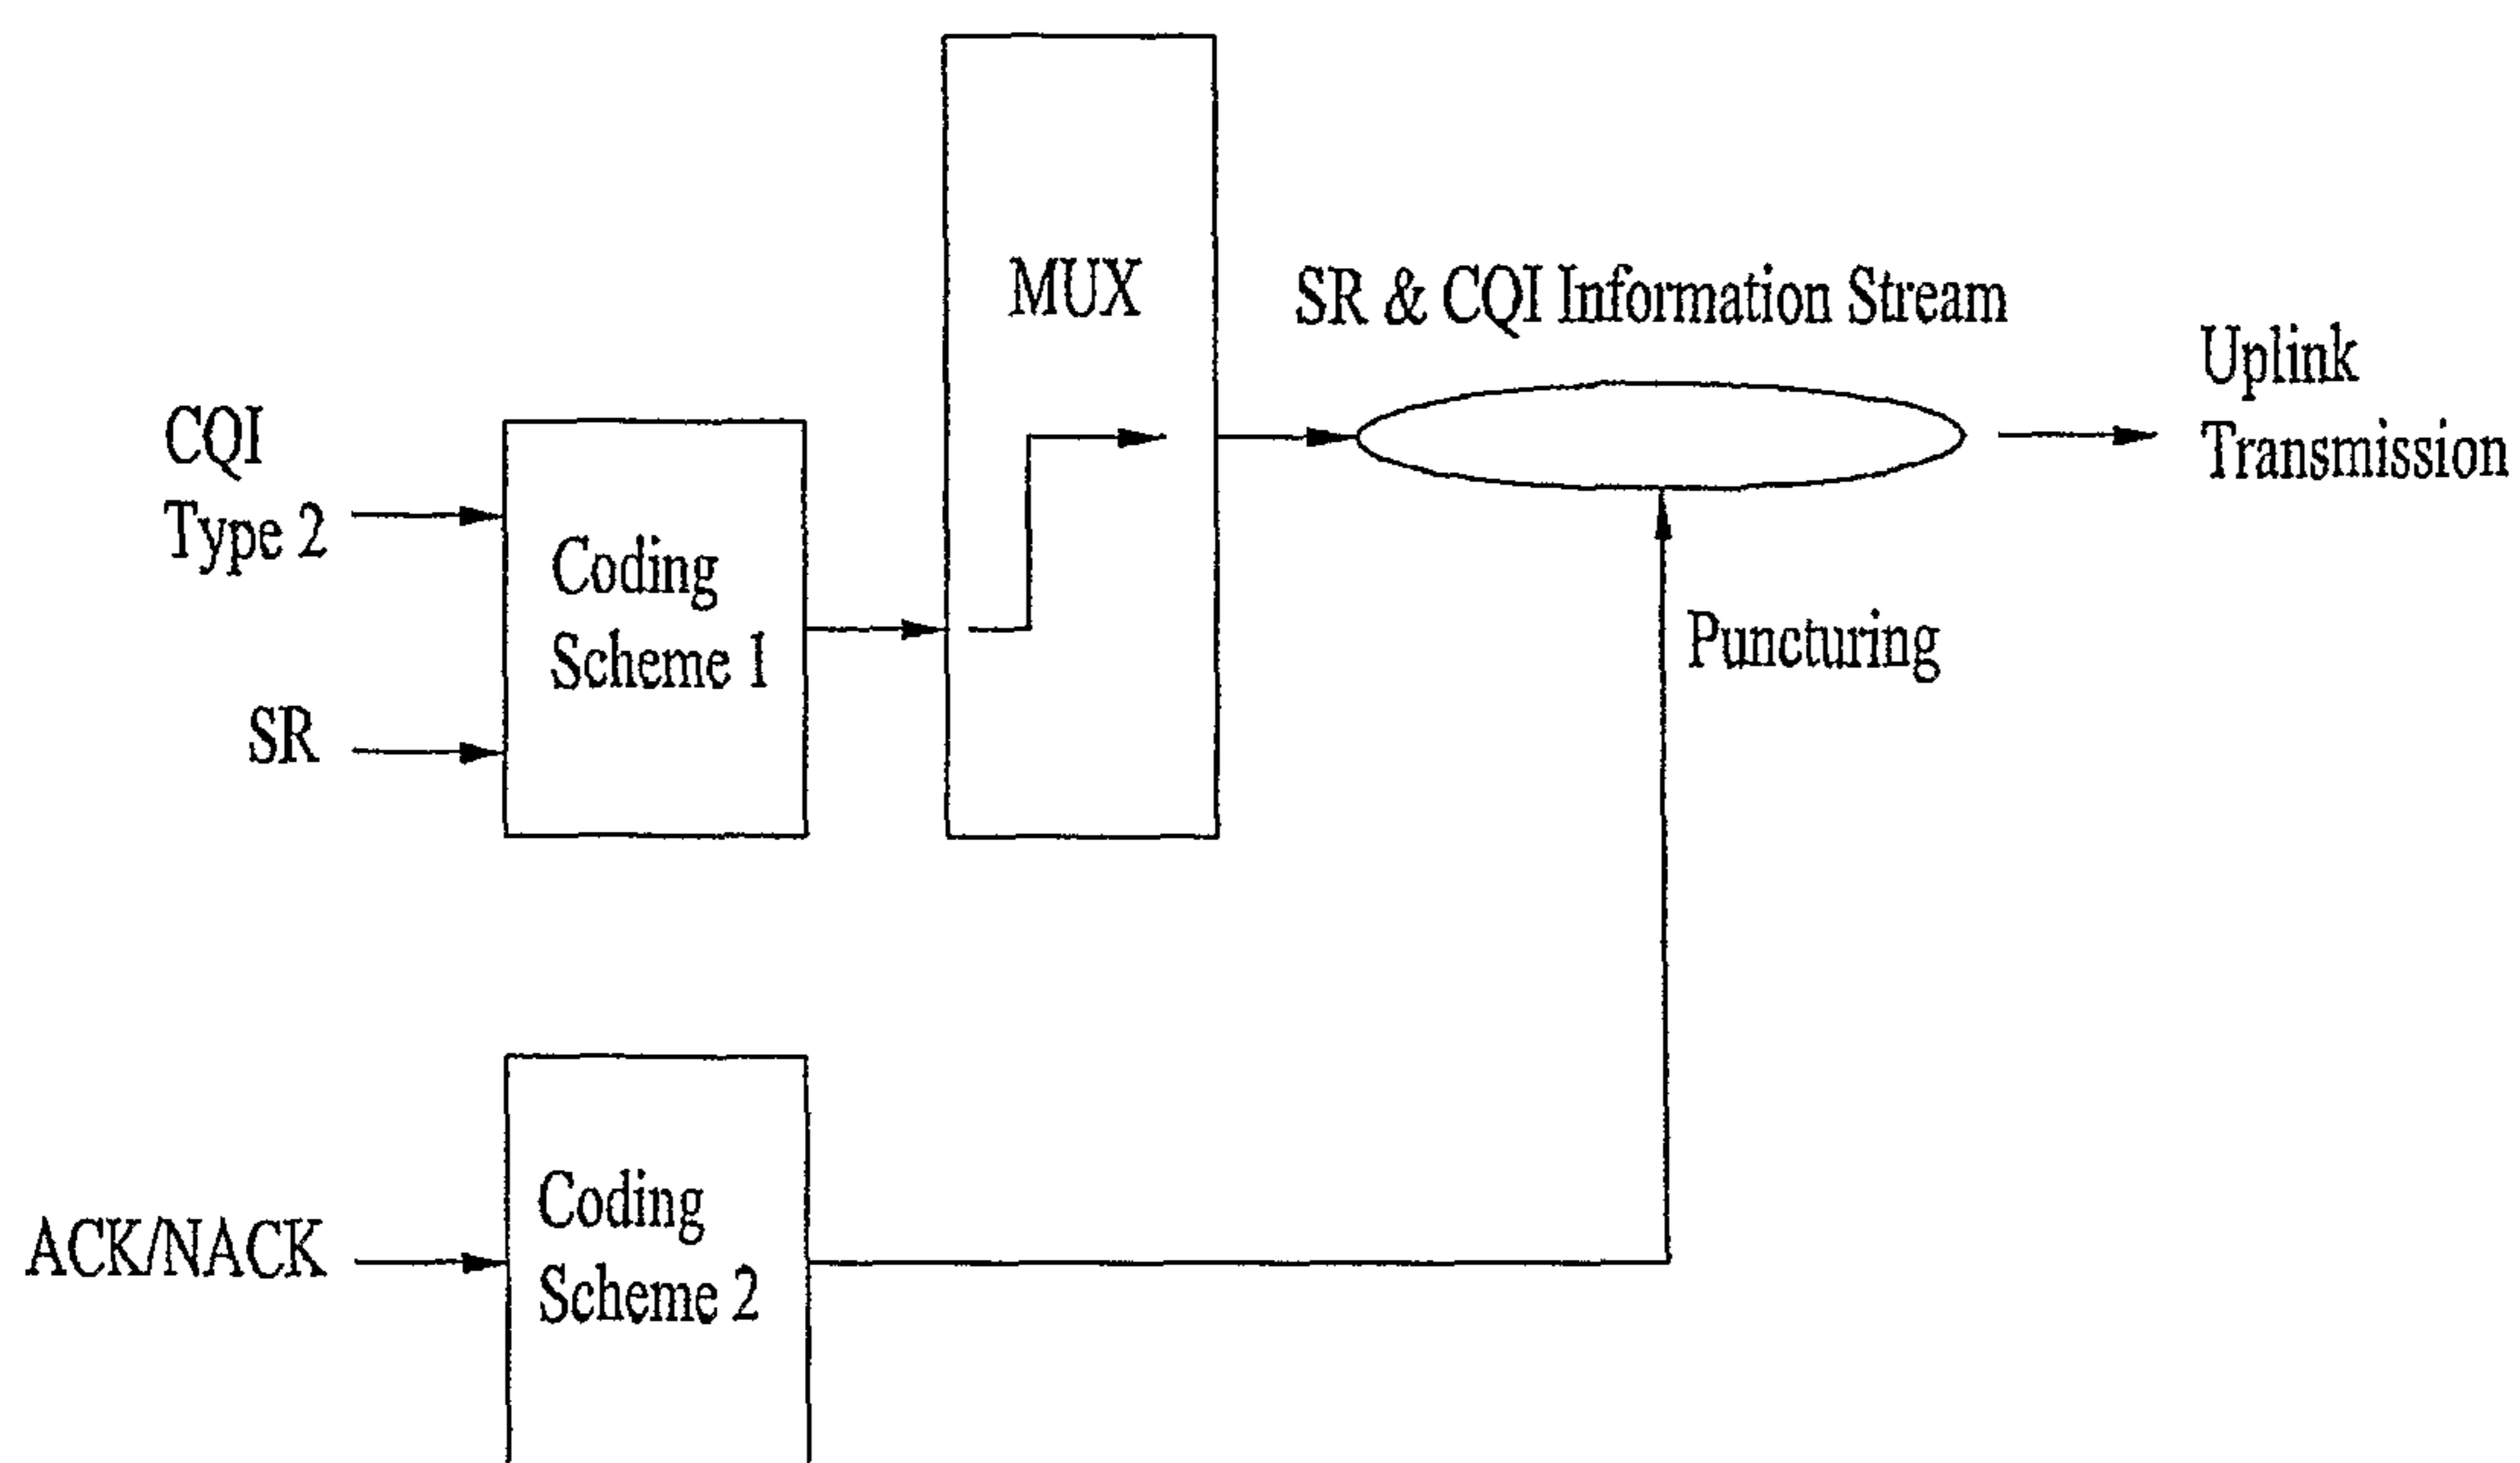 MUX
SR & CQI Information Stream
Uplink
Transmission
CQI
Type 2
Coding
Scheme 1
SR
Puncturing
ACK/NACK
Coding
Scheme 2